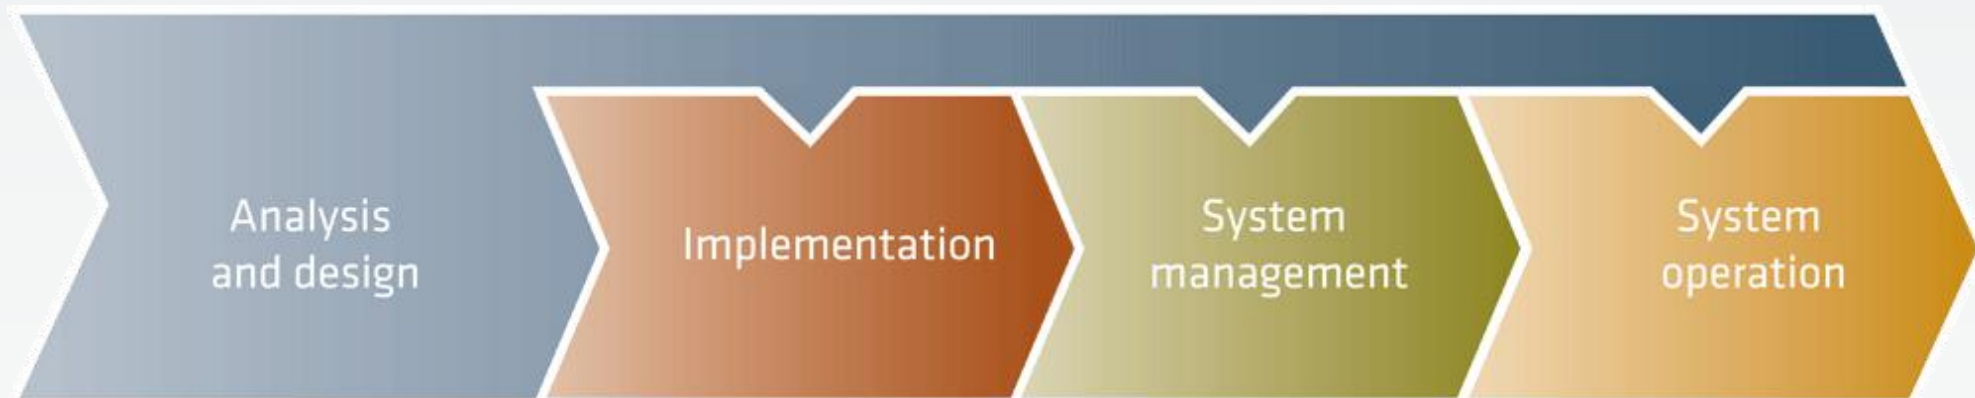 Analysis
and design
Implementation
System
management
System
operation